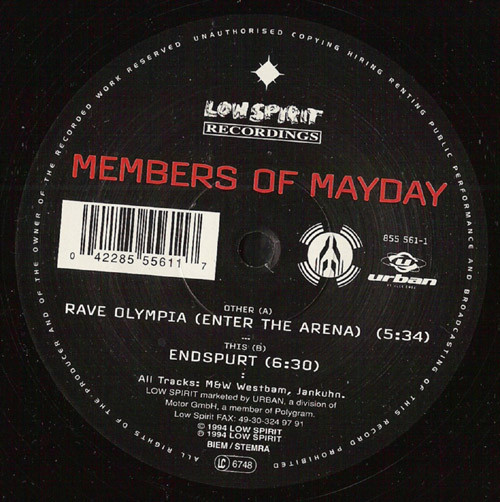 ALL RIGHTS OF THE PRODUCER AND OF THE OWNER OF THE RECORDED WORK RESERVED UNAUTHORISED COPYING HIRING RENTING PUBLIC PERFORMANCE AND BROADCASTING OF THIS RECORD PROHIBITED
LOW SPIRIT
RECORDINGS
MEMBERS OF MAYDAY
0 42285 55611 7
855 561-1
urban
OTHER (A)
RAVE OLYMPIA (ENTER THE ARENA) (5:34)
...
THIS (B)
ENDSPURT (6:30)
:
All Tracks: M&W Westbam, Jankuhn.
LOW SPIRIT marketed by URBAN, a division of
Motor GmbH, a member of Polygram.
Low Spirit FAX: 49-30-324 97 91
© 1994 LOW SPIRIT
℗ 1994 LOW SPIRIT
BIEM / STEMRA
LC 6748